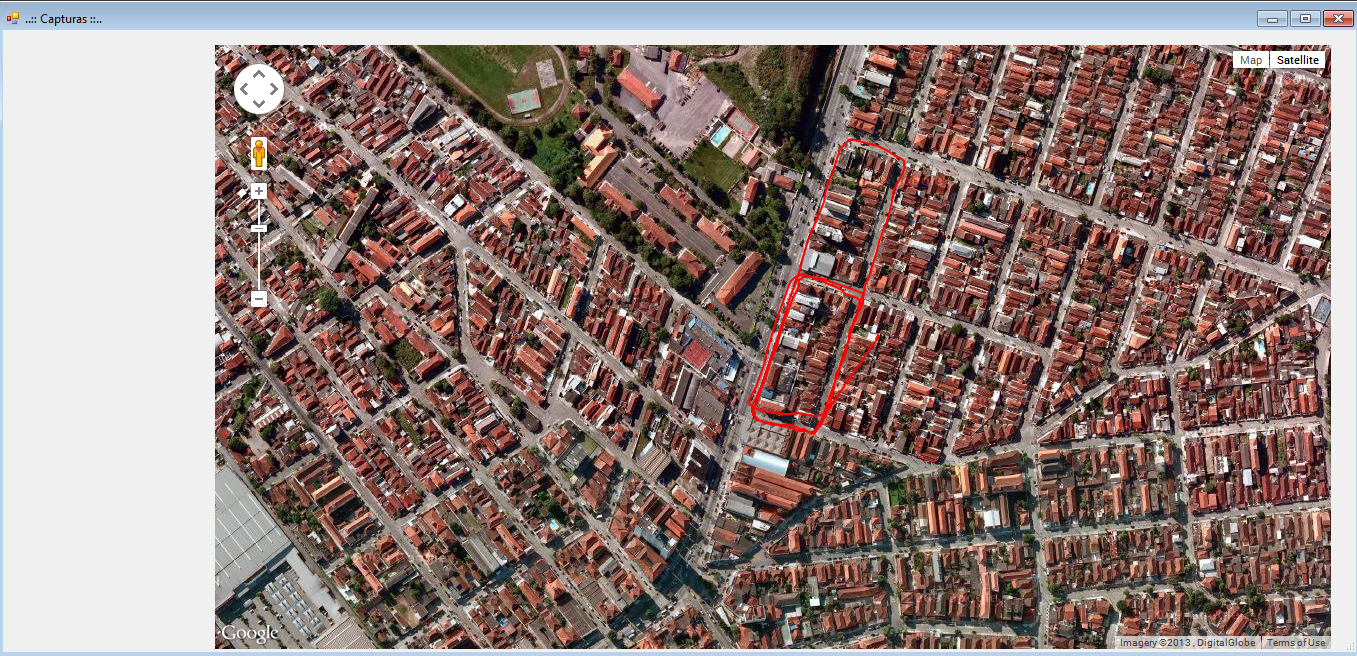 ..:: Capturas ::..
Map Satellite
Google
Imagery ©2013 , DigitalGlobe Terms of Use